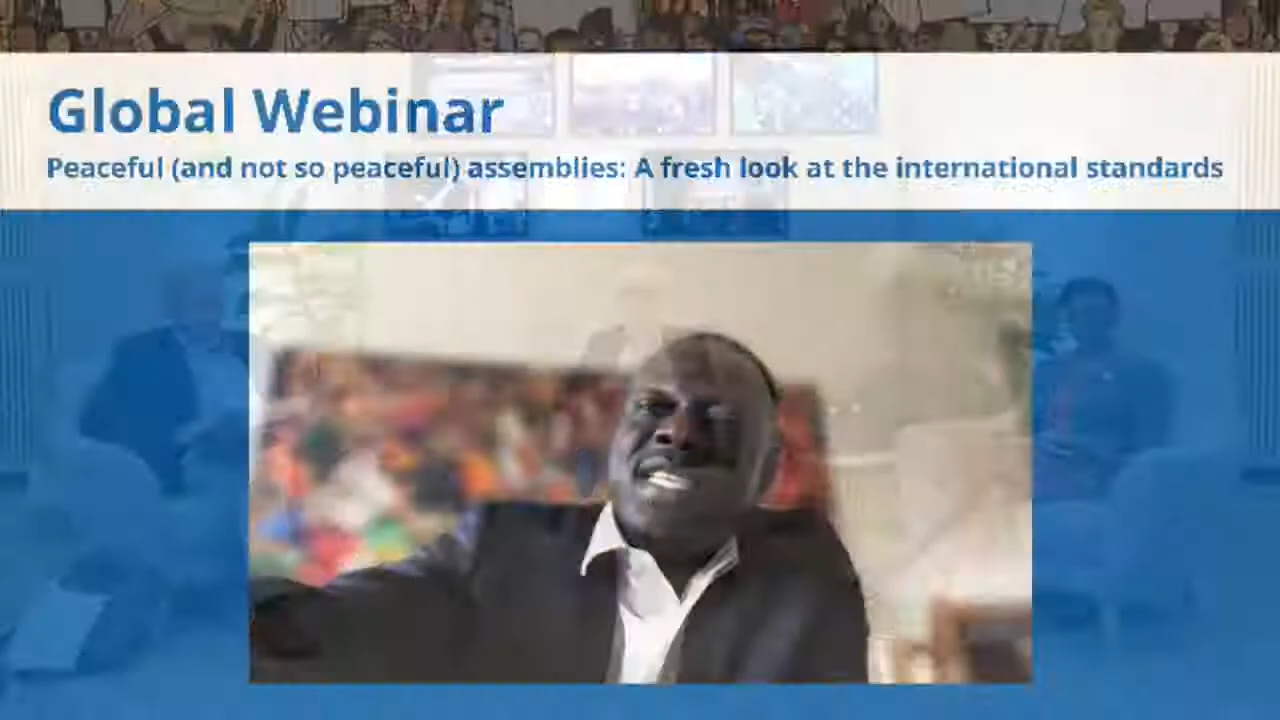 Global Webinar
Peaceful (and not so peaceful) assemblies: A fresh look at the international standards